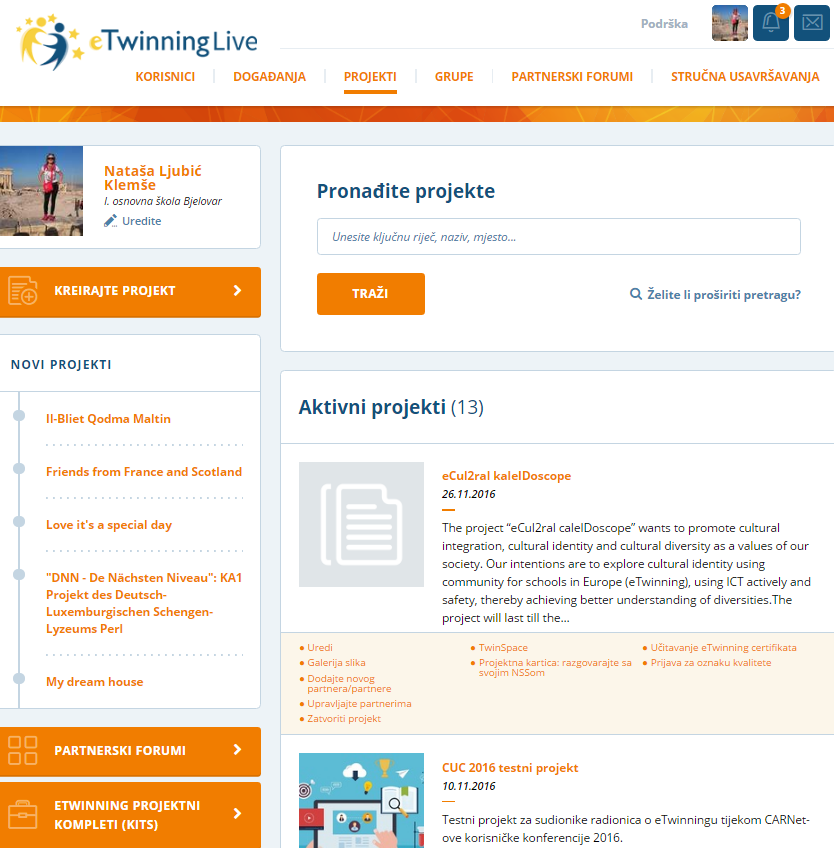 eTwinning Live
Podrška
3
KORISNICI
DOGAĐANJA
PROJEKTI
GRUPE
PARTNERSKI FORUMI
STRUČNA USAVRŠAVANJA
Nataša Ljubić
Klemše
I. osnovna škola Bjelovar
Uredite
KREIRAJTE PROJEKT
NOVI PROJEKTI
Il-Bliet Qodma Maltin
Friends from France and Scotland
Love it's a special day
"DNN - De Nächsten Niveau": KA1
Projekt des Deutsch-
Luxemburgischen Schengen-
Lyzeums Perl
My dream house
PARTNERSKI FORUMI
ETWINNING PROJEKTNI
KOMPLETI (KITS)
Pronađite projekte
Unesite ključnu riječ, naziv, mjesto...
TRAŽI
Želite li proširiti pretragu?
Aktivni projekti (13)
eCul2ral kaleIDoscope
26.11.2016
The project “eCul2ral caleIDoscope” wants to promote cultural
integration, cultural identity and cultural diversity as a values of our
society. Our intentions are to explore cultural identity using
community for schools in Europe (eTwinning), using ICT actively and
safety, thereby achieving better understanding of diversities.The
project will last till the...
● Uredi
● Galerija slika
● Dodajte novog
partnera/partnere
● Upravljajte partnerima
● Zatvoriti projekt
● TwinSpace
● Projektna kartica: razgovarajte sa
svojim NSSom
● Učitavanje eTwinning certifikata
● Prijava za oznaku kvalitete
CUC 2016 testni projekt
10.11.2016
Testni projekt za sudionike radionica o eTwinningu tijekom CARNet-
ove korisničke konferencije 2016.